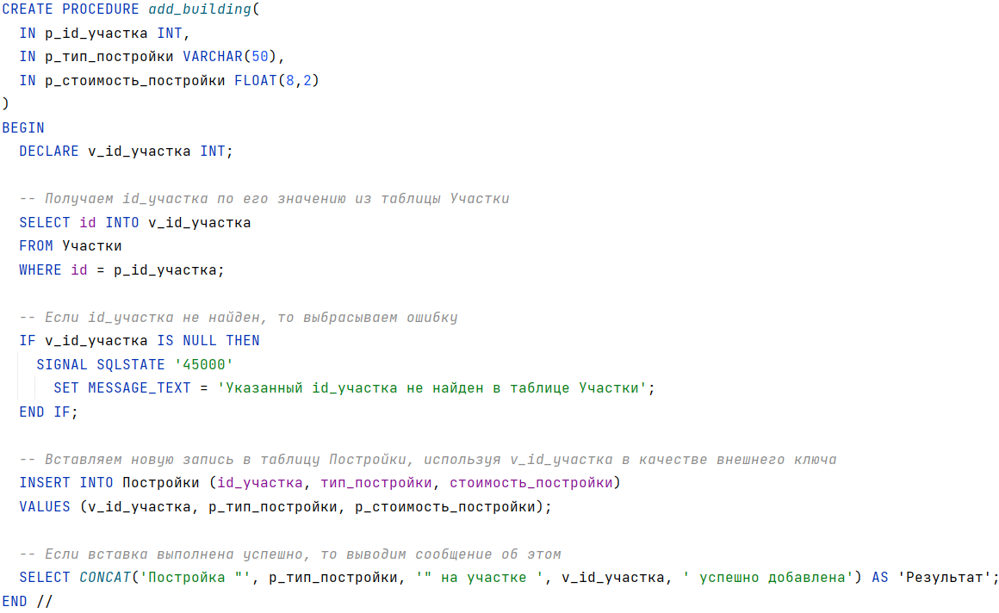 CREATE PROCEDURE add_building(
  IN p_id_участка INT,
  IN p_тип_постройки VARCHAR(50),
  IN p_стоимость_постройки FLOAT(8,2)
)
BEGIN
  DECLARE v_id_участка INT;

  -- Получаем id_участка по его значению из таблицы Участки
  SELECT id INTO v_id_участка
  FROM Участки
  WHERE id = p_id_участка;

  -- Если id_участка не найден, то выбрасываем ошибку
  IF v_id_участка IS NULL THEN
    SIGNAL SQLSTATE '45000'
      SET MESSAGE_TEXT = 'Указанный id_участка не найден в таблице Участки';
  END IF;

  -- Вставляем новую запись в таблицу Постройки, используя v_id_участка в качестве внешнего ключа
  INSERT INTO Постройки (id_участка, тип_постройки, стоимость_постройки)
  VALUES (v_id_участка, p_тип_постройки, p_стоимость_постройки);

  -- Если вставка выполнена успешно, то выводим сообщение об этом
  SELECT CONCAT('Постройка "', p_тип_постройки, '" на участке ', v_id_участка, ' успешно добавлена') AS 'Результат';
END //